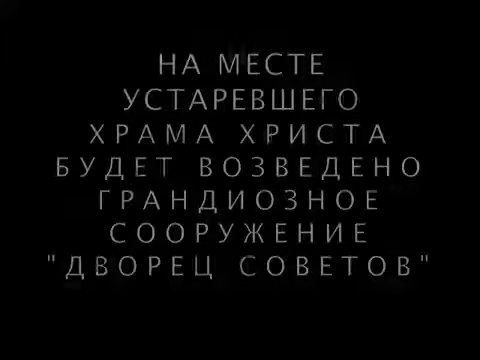 НА МЕСТЕ
УСТАРЕВШЕГО
ХРАМА ХРИСТА
БУДЕТ ВОЗВЕДЕНО
ГРАНДИОЗНОЕ
СООРУЖЕНИЕ
"ДВОРЕЦ СОВЕТОВ"